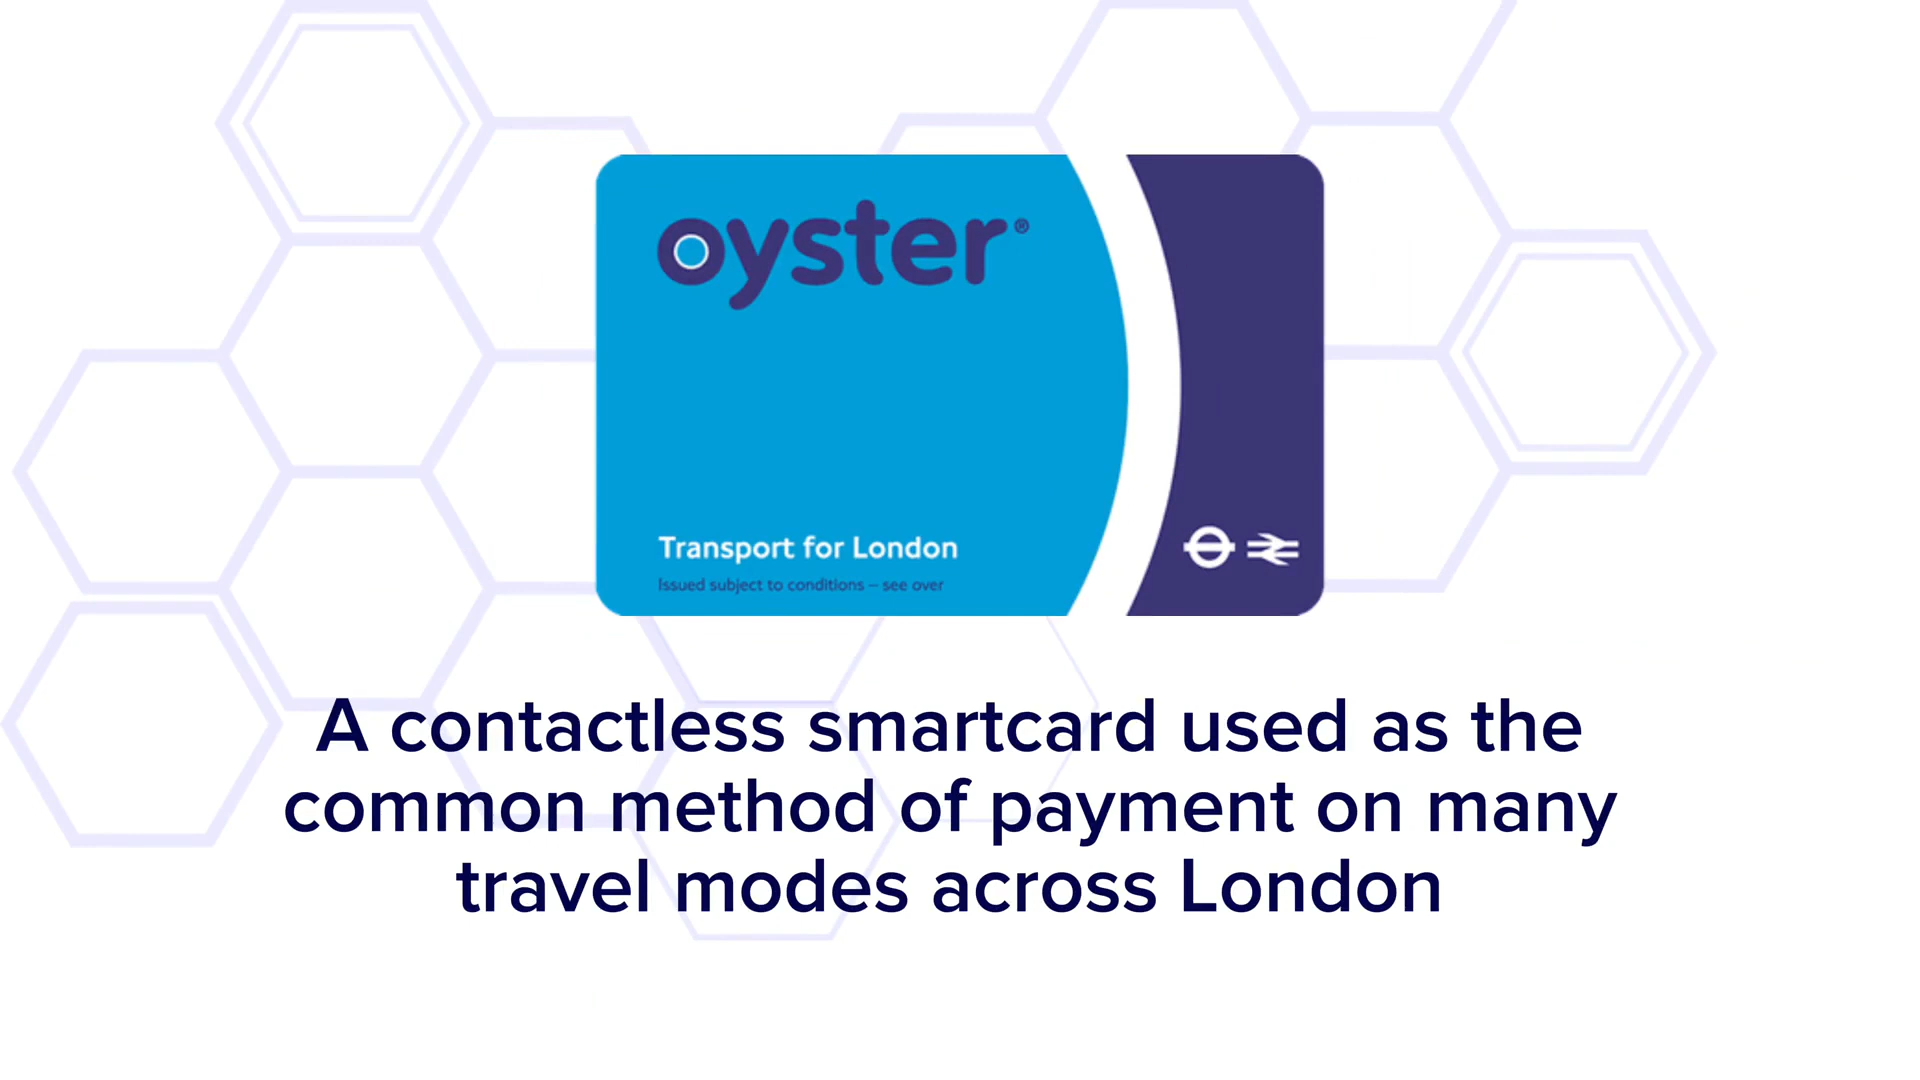 oyster®
Transport for London
Issued subject to conditions – see over
A contactless smartcard used as the
common method of payment on many
travel modes across London